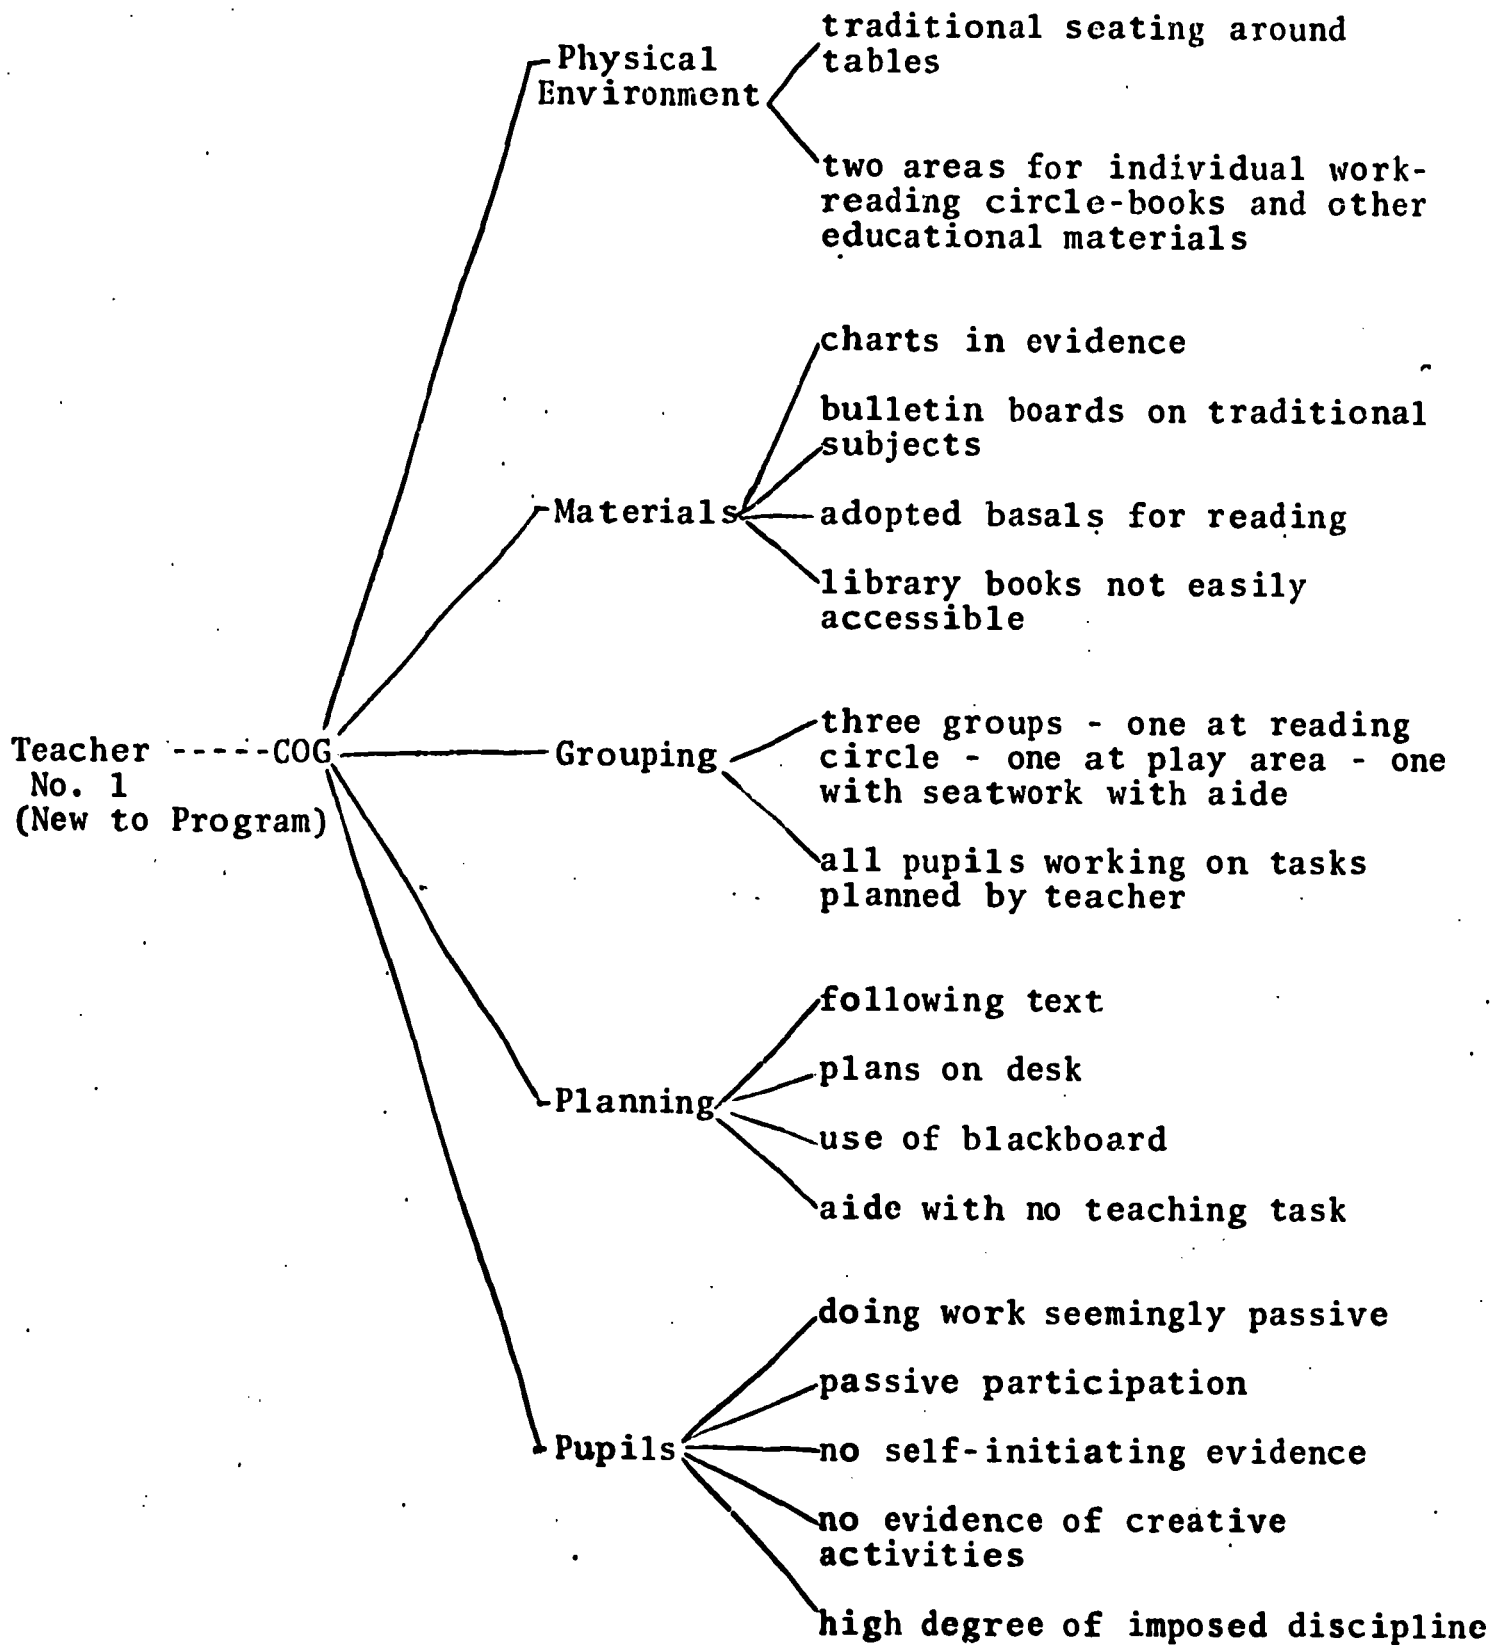 traditional seating around
Physical
tables
Environment
two areas for individual work-
reading circle-books and other
educational materials
charts in evidence
bulletin boards on traditional
subjects
Materials
adopted basals for reading
library books not easily
accessible
Teacher -----COG
No. 1
(New to Program)
Grouping
three groups - one at reading
circle - one at play area - one
with seatwork with aide
all pupils working on tasks
planned by teacher
Planning
following text
plans on desk
use of blackboard
aide with no teaching task
Pupils
doing work seemingly passive
passive participation
no self-initiating evidence
no evidence of creative
activities
high degree of imposed discipline